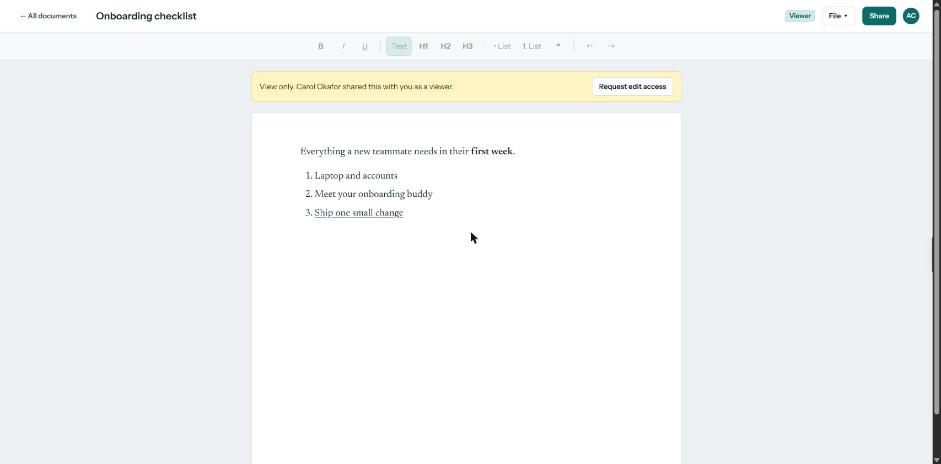 ← All documents
Onboarding checklist
Viewer
File ▾
Share
AC
B I U Text H1 H2 H3 • List 1. List ❝ ↶ ↷
View only. Carol Okafor shared this with you as a viewer.
Request edit access
Everything a new teammate needs in their first week.
1. Laptop and accounts
2. Meet your onboarding buddy
3. Ship one small change